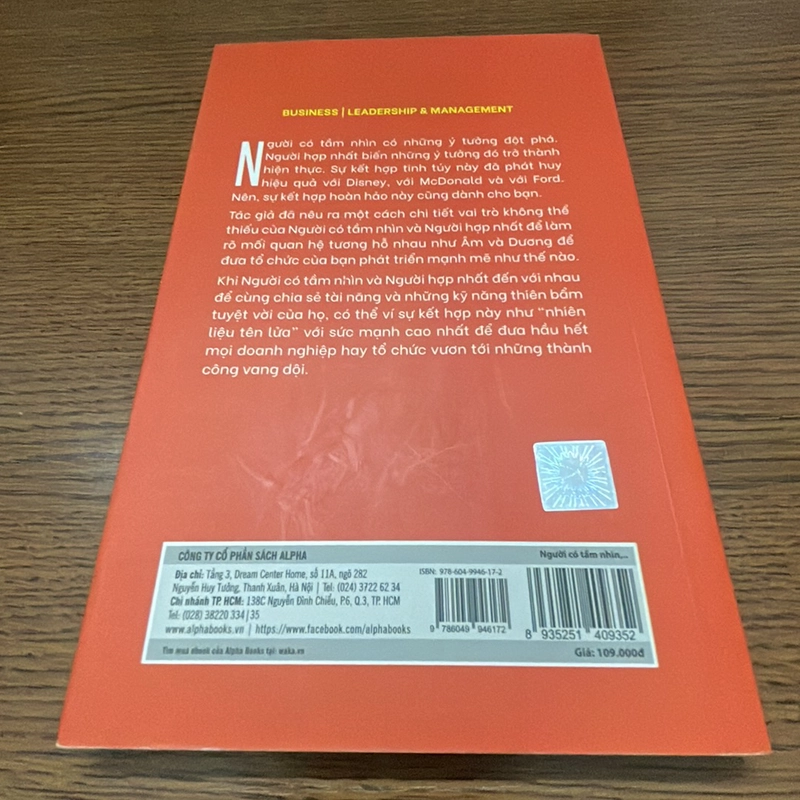 BUSINESS | LEADERSHIP & MANAGEMENT
Người có tầm nhìn có những ý tưởng đột phá.
Người hợp nhất biến những ý tưởng đó trở thành
hiện thực. Sự kết hợp tinh túy này đã phát huy
hiệu quả với Disney, với McDonald và với Ford.
Nên, sự kết hợp hoàn hảo này cũng dành cho bạn.
Tác giả đã nêu ra một cách chi tiết vai trò không thể
thiếu của Người có tầm nhìn và Người hợp nhất để làm
rõ mối quan hệ tương hỗ nhau như Âm và Dương để
đưa tổ chức của bạn phát triển mạnh mẽ như thế nào.
Khi Người có tầm nhìn và Người hợp nhất đến với nhau
để cùng chia sẻ tài năng và những kỹ năng thiên bẩm
tuyệt vời của họ, có thể ví sự kết hợp này như “nhiên
liệu tên lửa” với sức mạnh cao nhất để đưa hầu hết
mọi doanh nghiệp hay tổ chức vươn tới những thành
công vang dội.
CÔNG TY CỔ PHẦN SÁCH ALPHA
Người có tầm nhìn,...
Địa chỉ: Tầng 3, Dream Center Home, số 11A, ngõ 282
Nguyễn Huy Tưởng, Thanh Xuân, Hà Nội | Tel: (024) 3722 62 34
Chi nhánh TP. HCM: 138C Nguyễn Đình Chiểu, P.6, Q.3, TP. HCM
Tel: (028) 38220 334 | 35
www.alphabooks.vn | https://www.facebook.com/alphabooks
Tìm mua ebook của Alpha Books tại: waka.vn
ISBN: 978-604-9946-17-2
9 786049 946172
8 935251 409352
Giá: 109.000đ